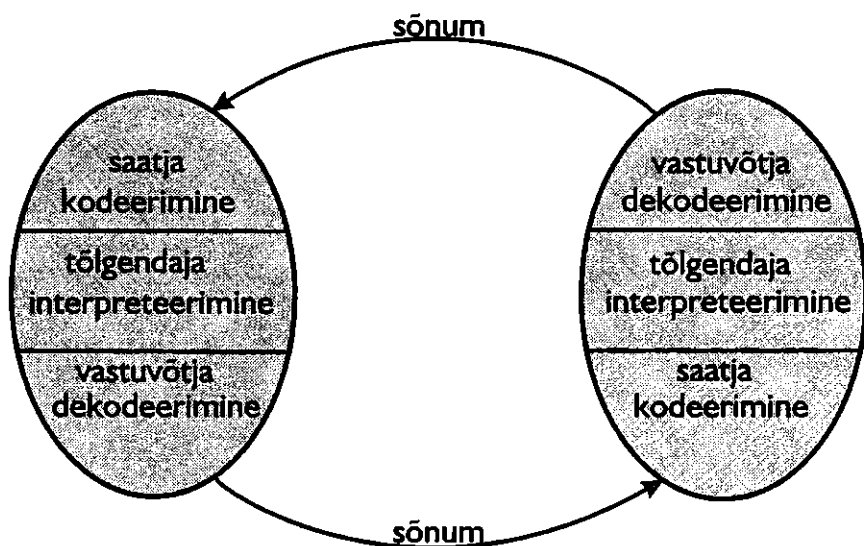 sõnum
saatja
kodeerimine
tõlgendaja
interpreteerimine
vastuvõtja
dekodeerimine
vastuvõtja
dekodeerimine
tõlgendaja
interpreteerimine
saatja
kodeerimine
sõnum